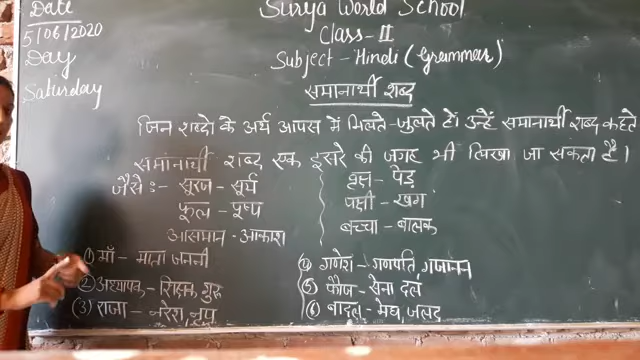 Date
5/06/2020
Day
Saturday
Surya World School
Class-II
Subject - Hindi (Grammar)
समानार्थी शब्द
जिन शब्दो के अर्थ आपस में मिलते-जुलते हैं। उन्हें समानार्थी शब्द कहते
समानार्थी शब्द एक दूसरे की जगह भी लिखा जा सकता है।
जैसे:- सूरज - सूर्य
फूल - पुष्प
आसमान - आकाश
वृक्ष - पेड़
पक्षी - खग
बच्चा - बालक
(1) माँ - माता जननी
(2) अध्यापक - शिक्षक गुरू
(3) राजा - नरेश, नृप
(4) गणेश - गणपति गजानन
(5) फौज - सेना दल
(6) बादल - मेघ, जलद